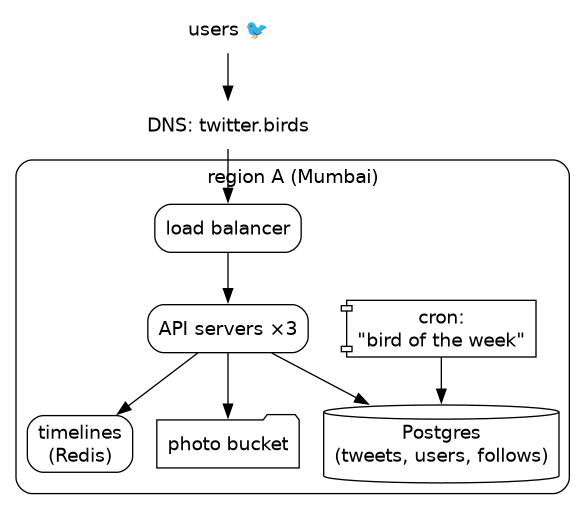 users 🐦
DNS: twitter.birds
region A (Mumbai)
load balancer
API servers ×3
cron:
"bird of the week"
timelines
(Redis)
photo bucket
Postgres
(tweets, users, follows)